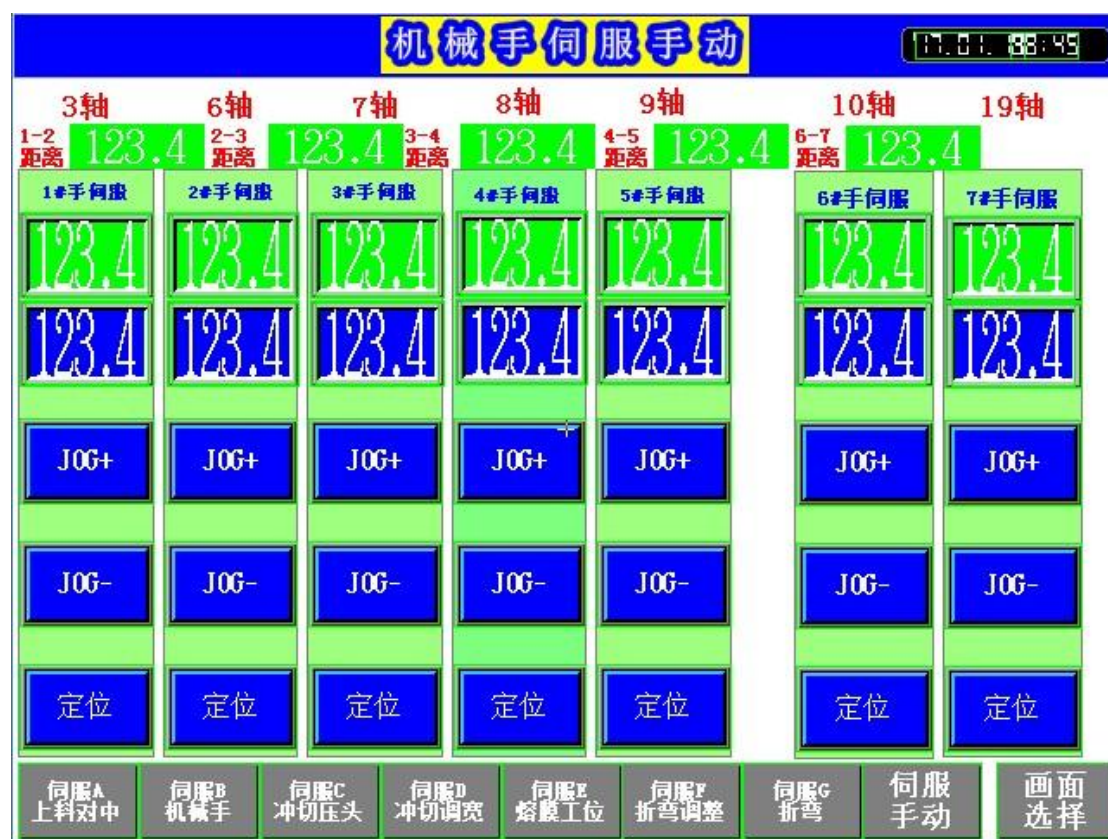 机械手伺服手动
17.01. 88:45
3轴 6轴 7轴 8轴 9轴 10轴 19轴
1-2 2-3 3-4 4-5 6-7
距离 123.4 距离 123.4 距离 123.4 距离 123.4 距离 123.4
1#手伺服 2#手伺服 3#手伺服 4#手伺服 5#手伺服 6#手伺服 7#手伺服
123.4 123.4 123.4 123.4 123.4 123.4 123.4
123.4 123.4 123.4 123.4 123.4 123.4 123.4
JOG+ JOG+ JOG+ JOG+ JOG+ JOG+ JOG+
JOG- JOG- JOG- JOG- JOG- JOG- JOG-
定位 定位 定位 定位 定位 定位 定位
伺服A 伺服B 伺服C 伺服D 伺服E 伺服F 伺服G 伺服 画面
上料对中 机械手 冲切压头 冲切调宽 熔膜工位 折弯调整 折弯 手动 选择